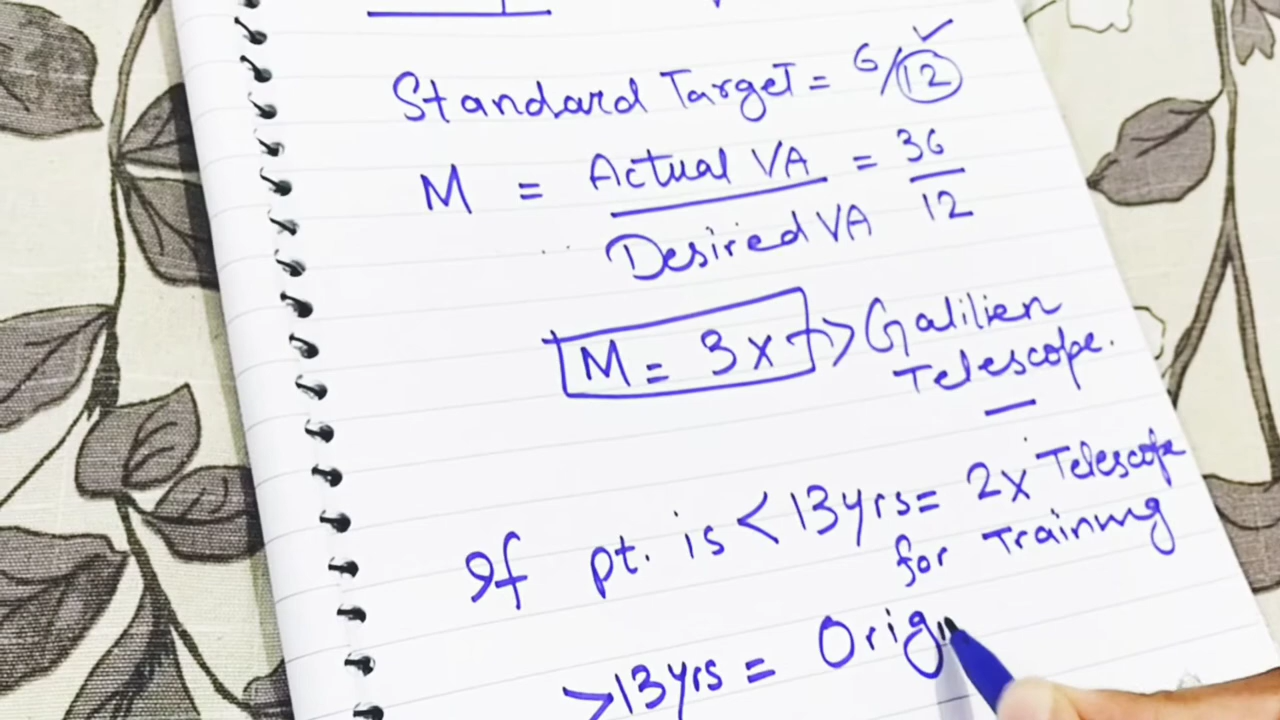 Standard Target = 6/12 ✓
M = Actual VA / Desired VA = 36 / 12
M = 3x → Galilien
Telescope.
If pt. is < 13yrs = 2x Telescope
for Training
>13yrs = Orig